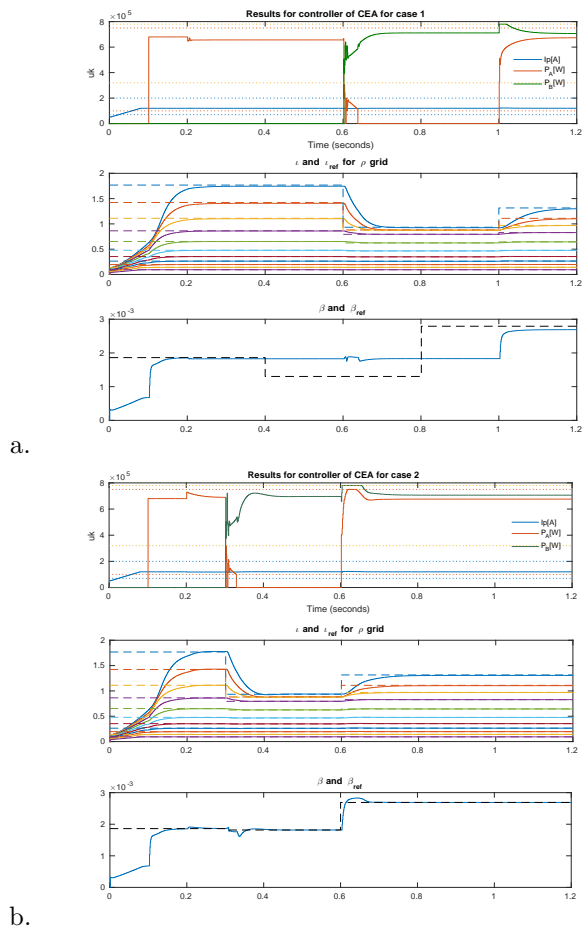 Results for controller of CEA for case 1
×10^5
8
6
4
2
0
uk
Ip[A]
P_A[W]
P_B[W]
0 0.2 0.4 0.6 0.8 1 1.2
Time (seconds)
ι and ι_ref for ρ grid
2
1.5
1
0.5
0
0 0.2 0.4 0.6 0.8 1 1.2
β and β_ref
×10^-3
3
2
1
0
0 0.2 0.4 0.6 0.8 1 1.2
a.
Results for controller of CEA for case 2
×10^5
8
6
4
2
0
uk
Ip[A]
P_A[W]
P_B[W]
0 0.2 0.4 0.6 0.8 1 1.2
Time (seconds)
ι and ι_ref for ρ grid
2
1.5
1
0.5
0
0 0.2 0.4 0.6 0.8 1 1.2
β and β_ref
×10^-3
3
2
1
0
0 0.2 0.4 0.6 0.8 1 1.2
b.